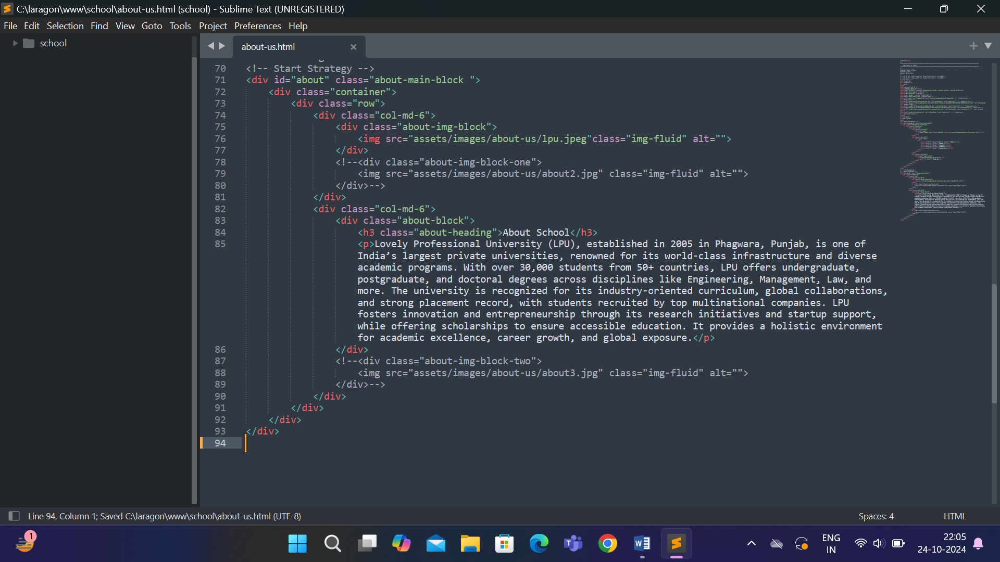 C:\laragon\www\school\about-us.html (school) - Sublime Text (UNREGISTERED)
File Edit Selection Find View Goto Tools Project Preferences Help
school
about-us.html
70 <!-- Start Strategy -->
71 <div id="about" class="about-main-block ">
72 <div class="container">
73 <div class="row">
74 <div class="col-md-6">
75 <div class="about-img-block">
76 <img src="assets/images/about-us/lpu.jpeg"class="img-fluid" alt="">
77 </div>
78 <!--<div class="about-img-block-one">
79 <img src="assets/images/about-us/about2.jpg" class="img-fluid" alt="">
80 </div>-->
81 </div>
82 <div class="col-md-6">
83 <div class="about-block">
84 <h3 class="about-heading">About School</h3>
85 <p>Lovely Professional University (LPU), established in 2005 in Phagwara, Punjab, is one of
India’s largest private universities, renowned for its world-class infrastructure and diverse
academic programs. With over 30,000 students from 50+ countries, LPU offers undergraduate,
postgraduate, and doctoral degrees across disciplines like Engineering, Management, Law, and
more. The university is recognized for its industry-oriented curriculum, global collaborations,
and strong placement record, with students recruited by top multinational companies. LPU
fosters innovation and entrepreneurship through its research initiatives and startup support,
while offering scholarships to ensure accessible education. It provides a holistic environment
for academic excellence, career growth, and global exposure.</p>
86 </div>
87 <!--<div class="about-img-block-two">
88 <img src="assets/images/about-us/about3.jpg" class="img-fluid" alt="">
89 </div>-->
90 </div>
91 </div>
92 </div>
93 </div>
94
Line 94, Column 1; Saved C:\laragon\www\school\about-us.html (UTF-8)
Spaces: 4
HTML
1
ENG
IN
22:05
24-10-2024